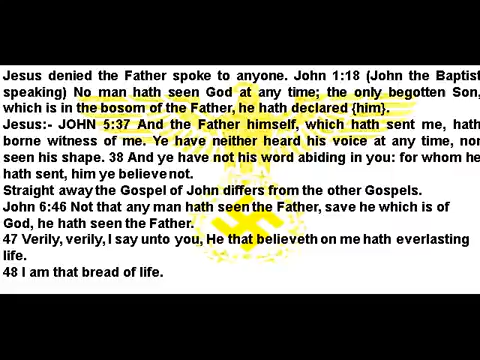 Jesus denied the Father spoke to anyone. John 1:18 (John the Baptist
speaking) No man hath seen God at any time; the only begotten Son,
which is in the bosom of the Father, he hath declared {him}.
Jesus:- JOHN 5:37 And the Father himself, which hath sent me, hath
borne witness of me. Ye have neither heard his voice at any time, nor
seen his shape. 38 And ye have not his word abiding in you: for whom he
hath sent, him ye believe not.
Straight away the Gospel of John differs from the other Gospels.
John 6:46 Not that any man hath seen the Father, save he which is of
God, he hath seen the Father.
47 Verily, verily, I say unto you, He that believeth on me hath everlasting
life.
48 I am that bread of life.